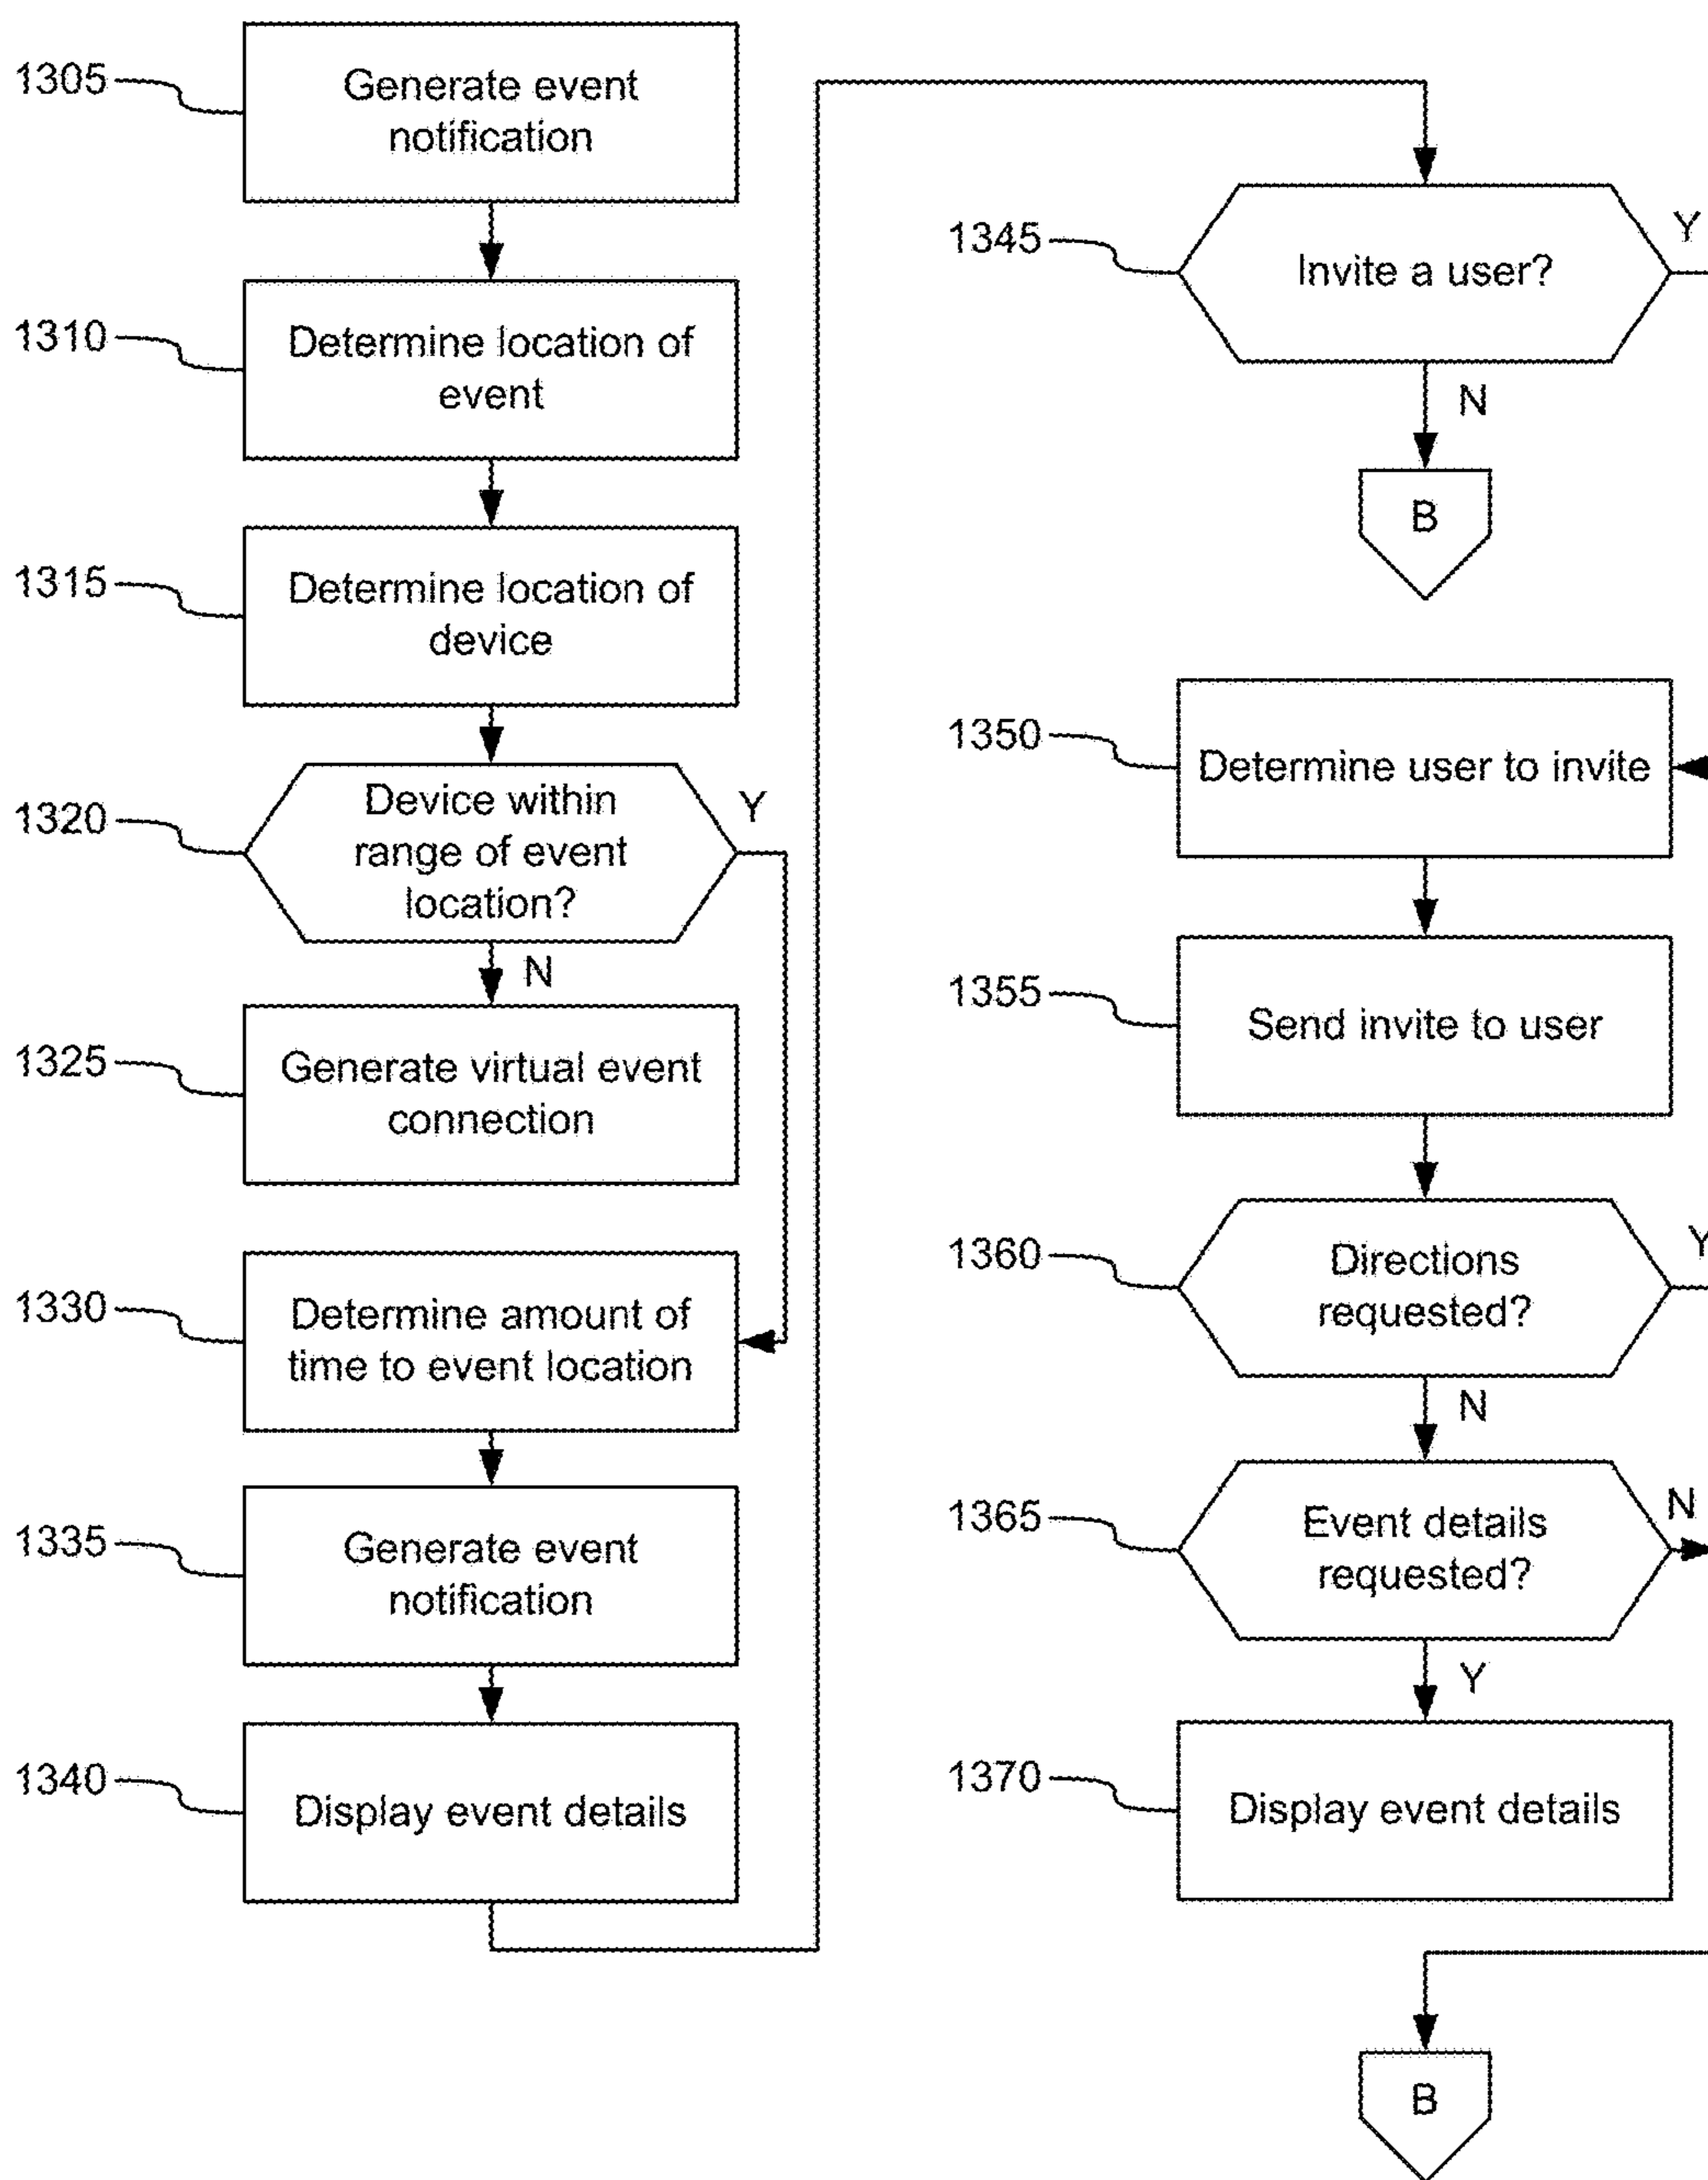 1305
Generate event
notification
1310
Determine location of
event
1315
Determine location of
device
1320
Device within
range of event
location?
Y
N
1325
Generate virtual event
connection
1330
Determine amount of
time to event location
1335
Generate event
notification
1340
Display event details
1345
Invite a user?
Y
N
B
1350
Determine user to invite
1355
Send invite to user
1360
Directions
requested?
Y
N
1365
Event details
requested?
N
Y
1370
Display event details
B